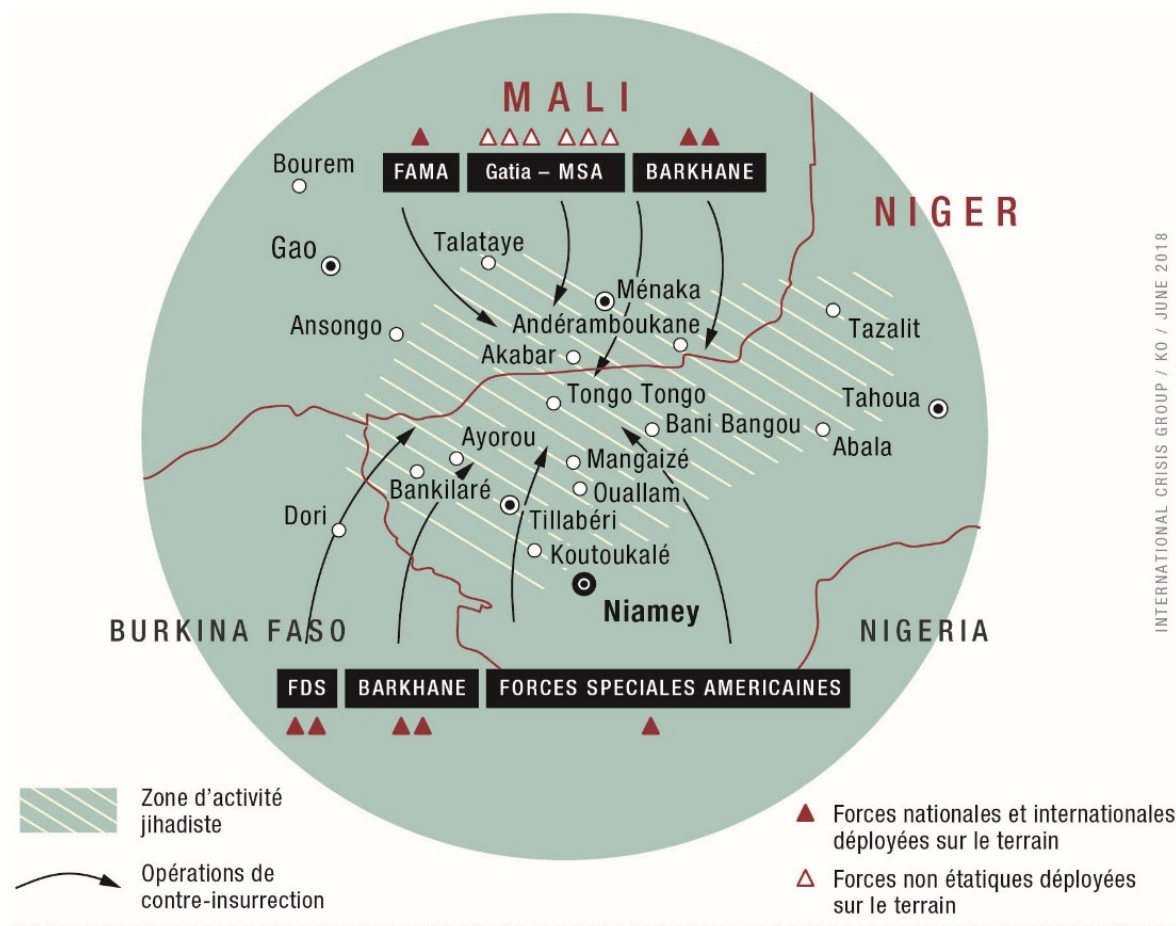 MALI
FAMA
Gatia – MSA
BARKHANE
Bourem
NIGER
Gao
Talataye
Ménaka
Ansongo
Andéramboukane
Tazalit
Akabar
Tongo Tongo
Tahoua
Bani Bangou
Abala
Ayorou
Mangaizé
Bankilaré
Ouallam
Dori
Tillabéri
Koutoukalé
Niamey
BURKINA FASO
NIGERIA
FDS
BARKHANE
FORCES SPECIALES AMERICAINES
Zone d'activité
jihadiste
Opérations de
contre-insurrection
Forces nationales et internationales
déployées sur le terrain
Forces non étatiques déployées
sur le terrain
INTERNATIONAL CRISIS GROUP / KO / JUNE 2018